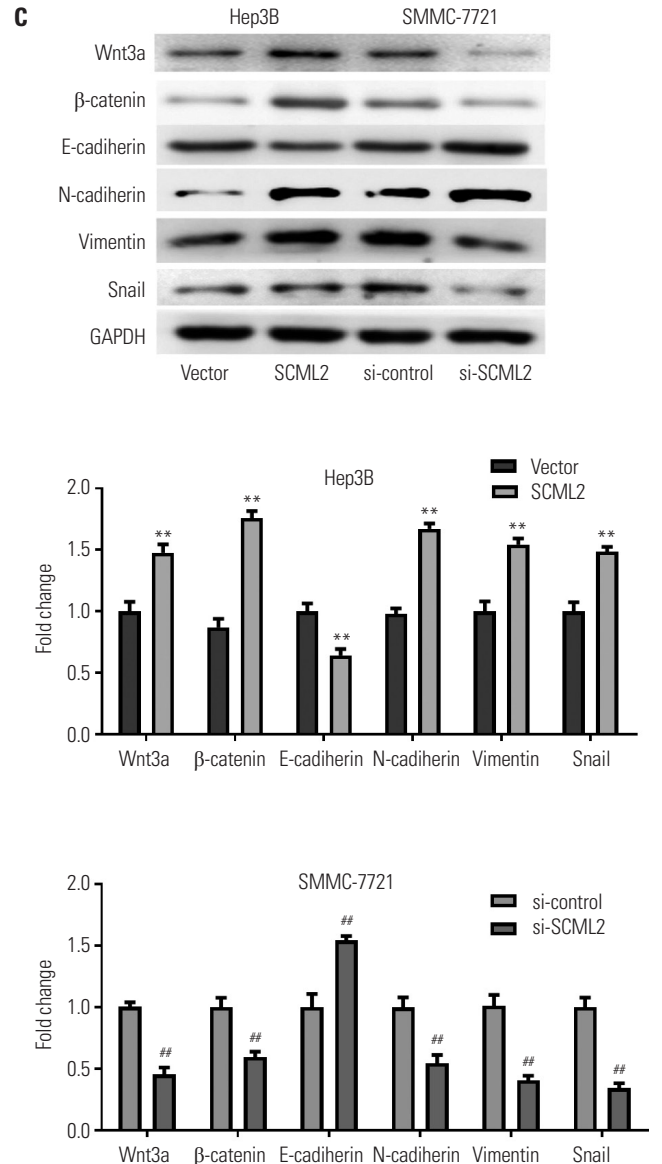 C
Hep3B SMMC-7721
Wnt3a
β-catenin
E-cadiherin
N-cadiherin
Vimentin
Snail
GAPDH
Vector SCML2 si-control si-SCML2
Hep3B
Vector
SCML2
Fold change
2.0
1.5
1.0
0.5
0.0
** ** ** ** ** **
Wnt3a β-catenin E-cadiherin N-cadiherin Vimentin Snail
SMMC-7721
si-control
si-SCML2
Fold change
2.0
1.5
1.0
0.5
0.0
## ## ## ## ## ##
Wnt3a β-catenin E-cadiherin N-cadiherin Vimentin Snail